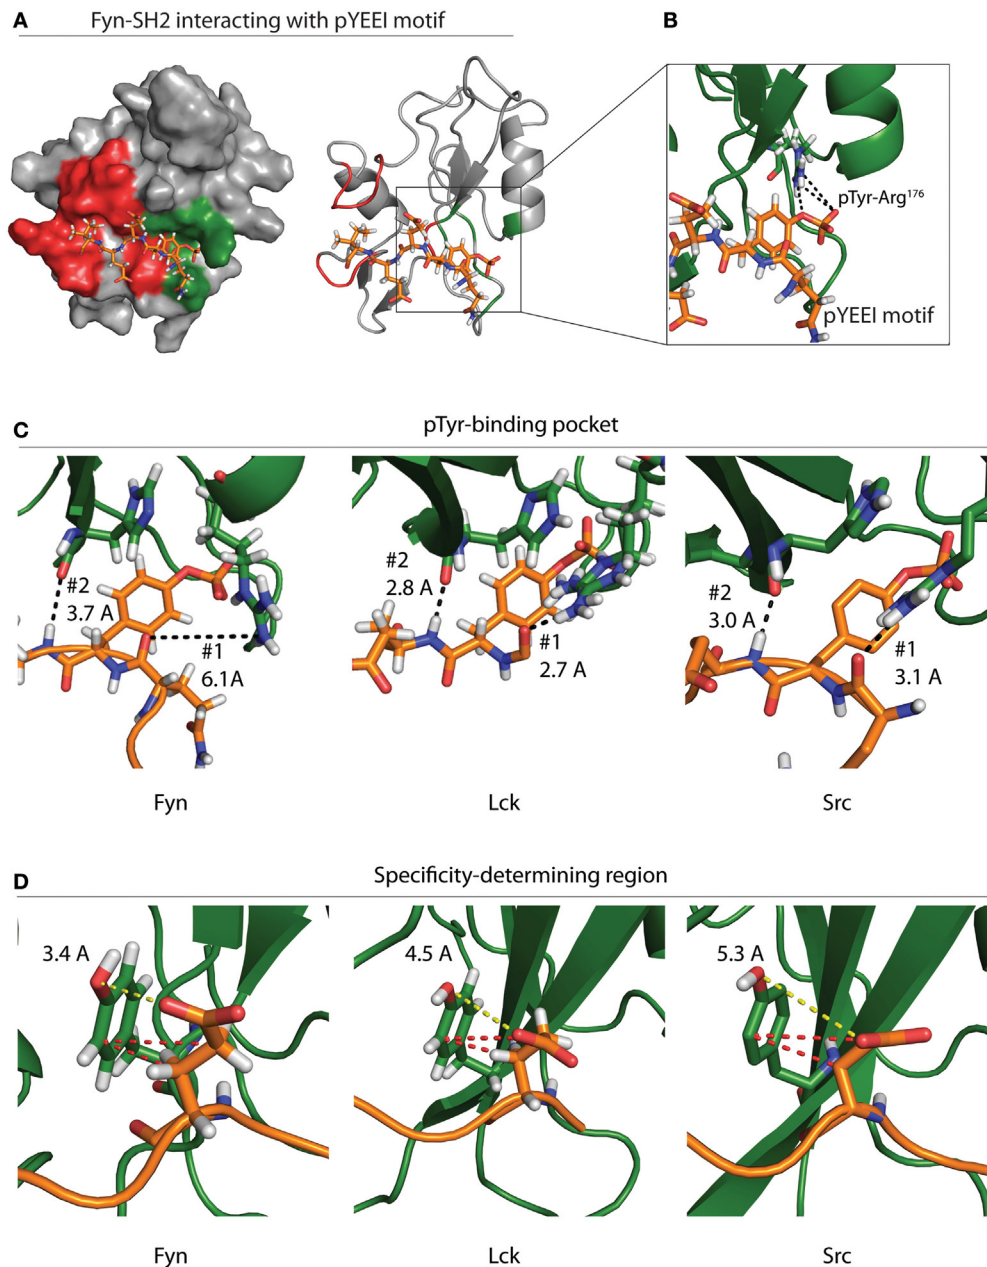 A
Fyn-SH2 interacting with pYEEI motif
B
pTyr-Arg176
pYEEI motif
C
pTyr-binding pocket
#2
3.7 A
#1
6.1A
#2
2.8 A
#1
2.7 A
#2
3.0 A
#1
3.1 A
Fyn
Lck
Src
D
Specificity-determining region
3.4 A
4.5 A
5.3 A
Fyn
Lck
Src